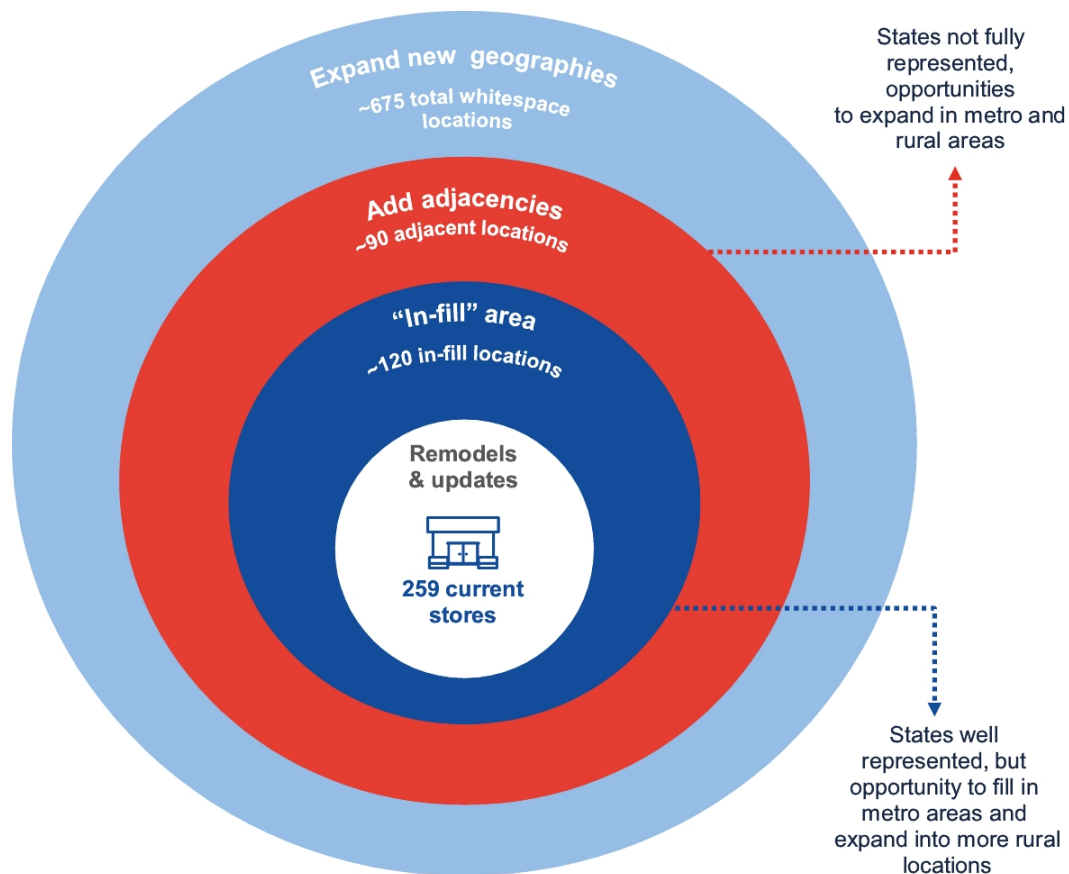 Expand new geographies
~675 total whitespace
locations
Add adjacencies
~90 adjacent locations
“In-fill” area
~120 in-fill locations
Remodels
& updates
259 current
stores
States not fully
represented,
opportunities
to expand in metro and
rural areas
States well
represented, but
opportunity to fill in
metro areas and
expand into more rural
locations